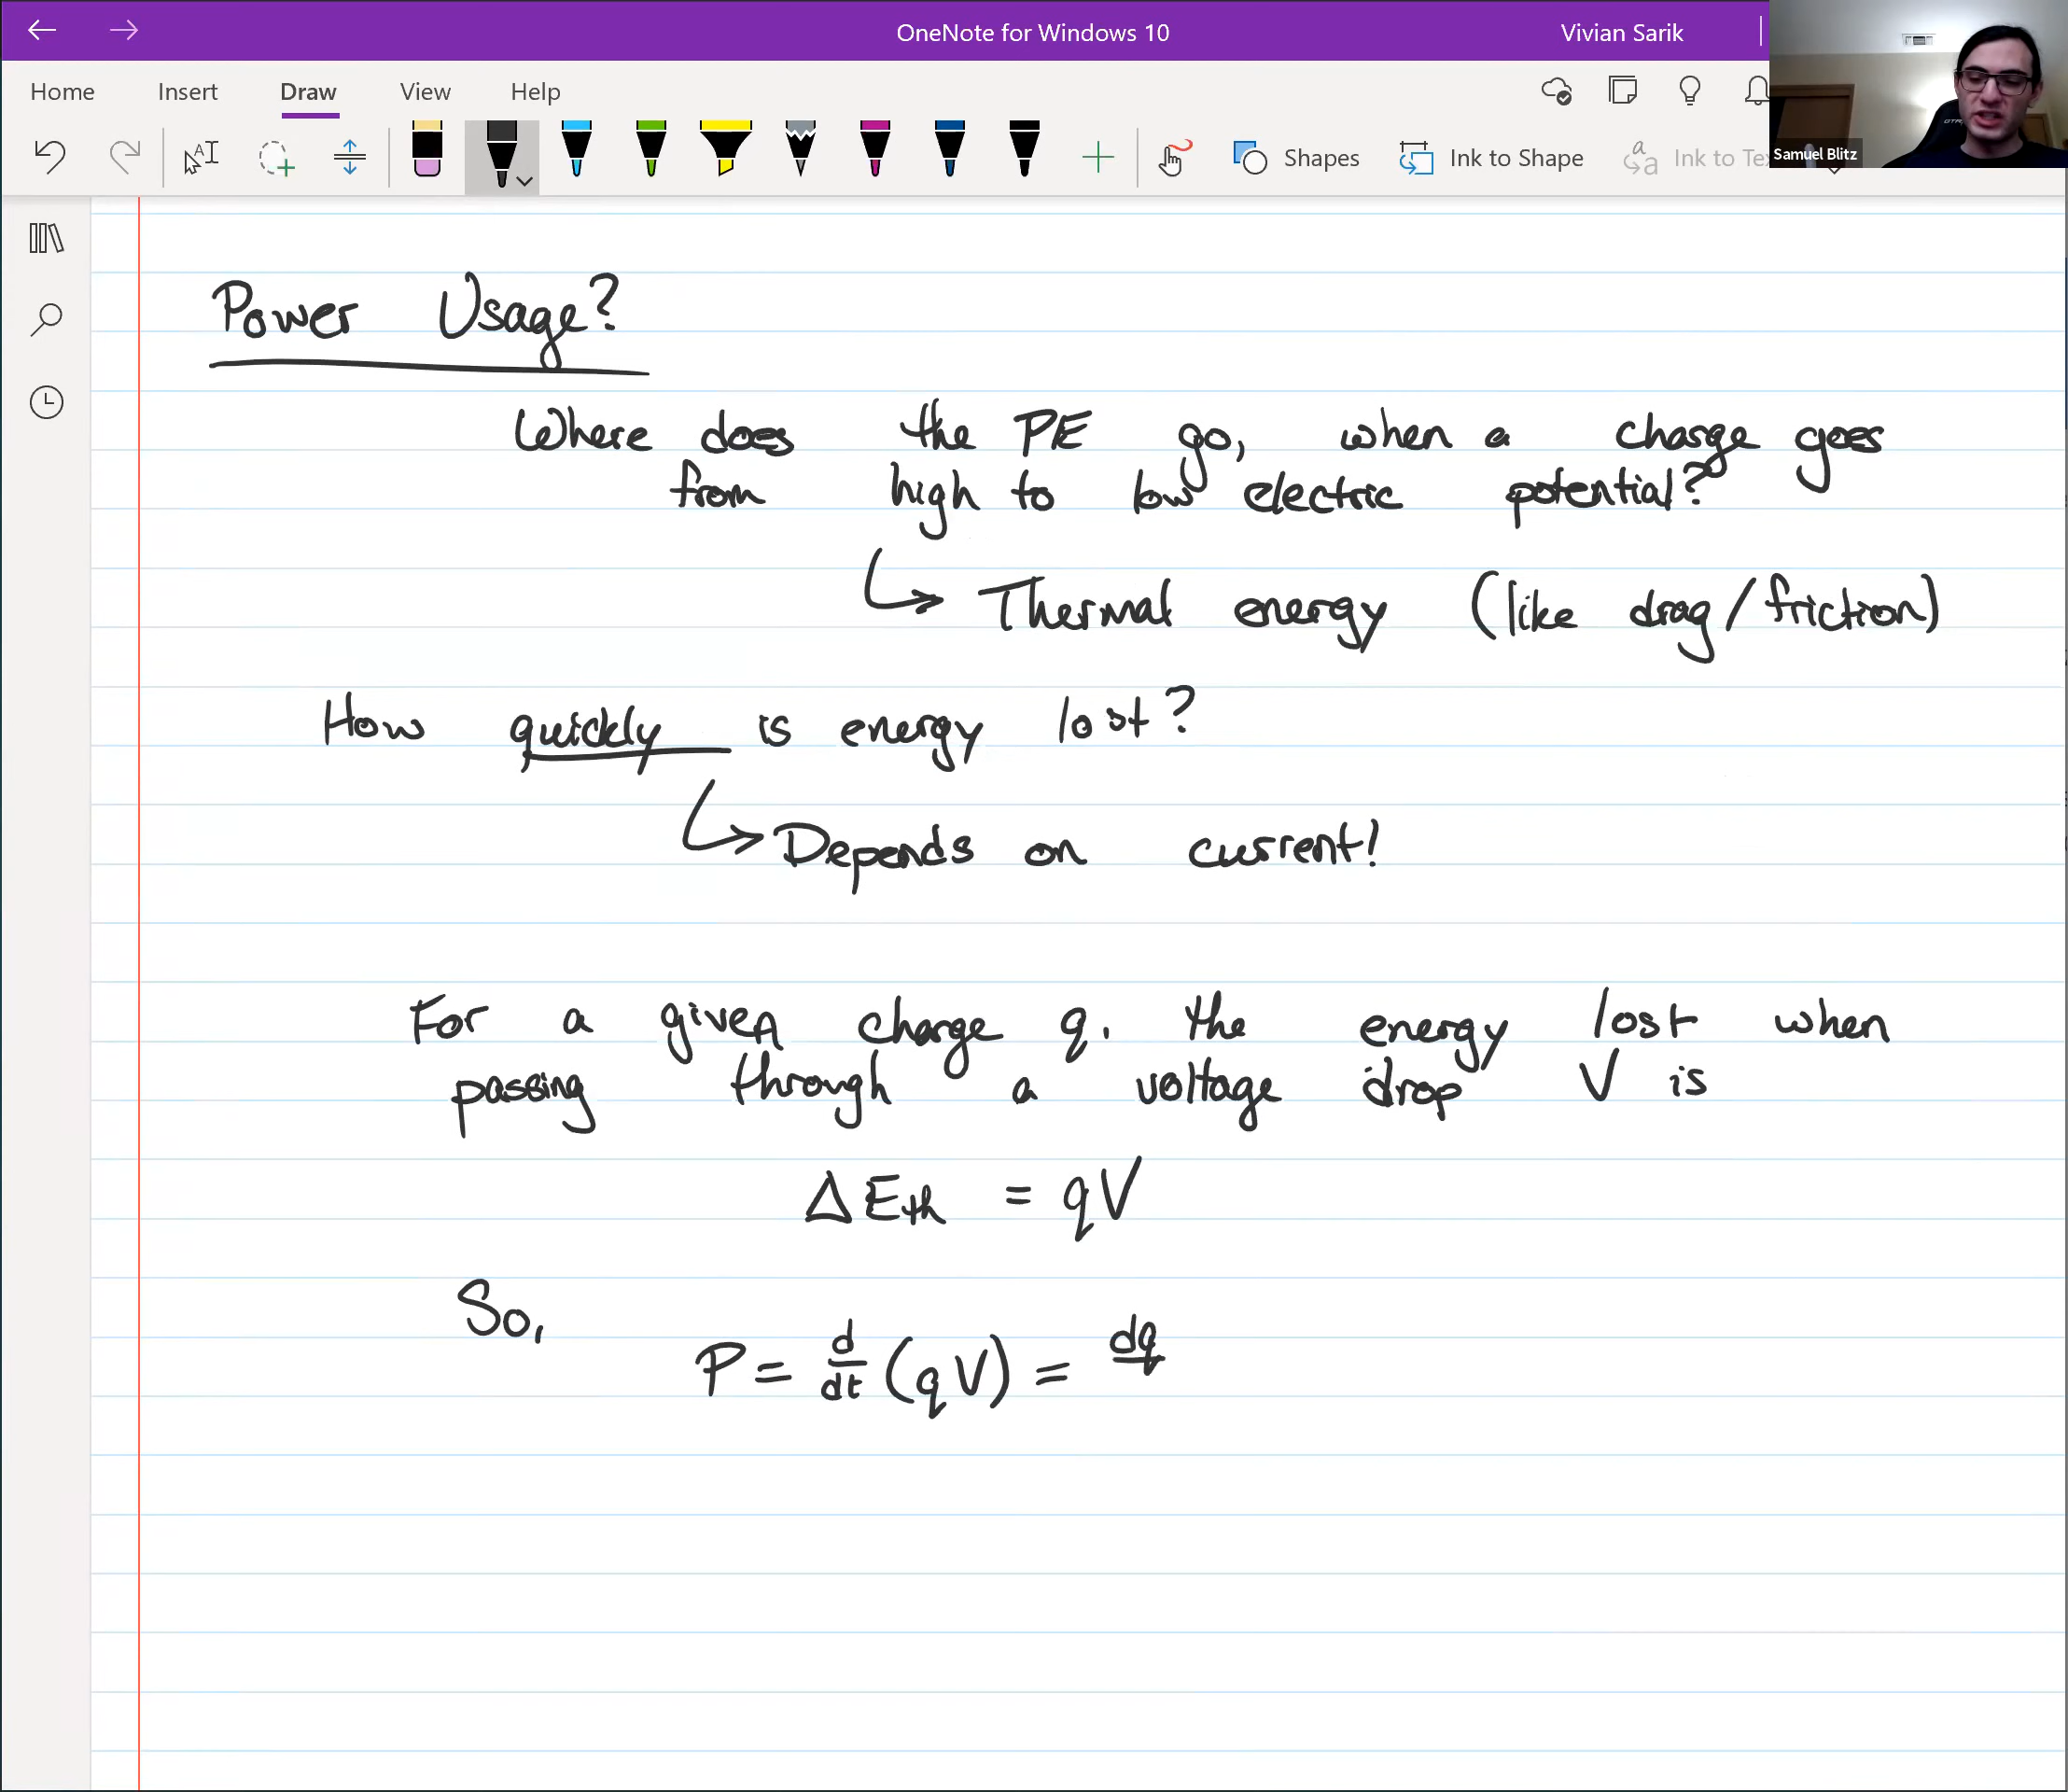 OneNote for Windows 10
Vivian Sarik
Home Insert Draw View Help
Shapes Ink to Shape Ink to Te
Samuel Blitz
Power Usage?
Where does the PE go, when a charge goes
from high to low electric potential?
Thermal energy (like drag/friction)
How quickly is energy lost?
Depends on current!
For a given charge q, the energy lost when
passing through a voltage drop V is
ΔEth = qV
So,
P = d/dt (qV) = dq